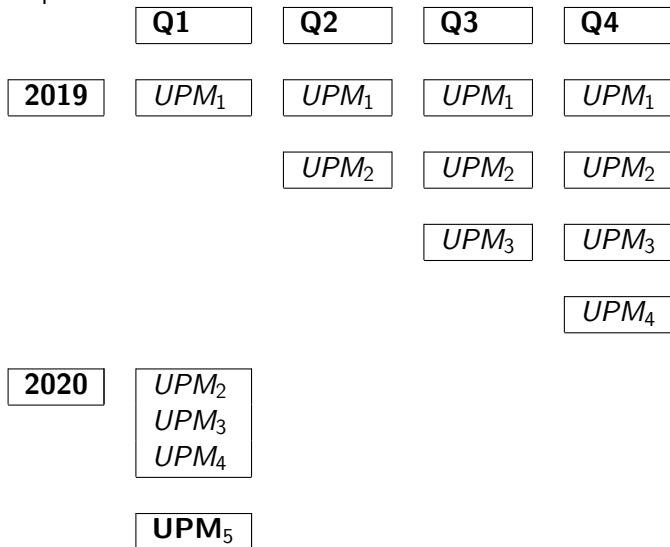 Q1 Q2 Q3 Q4
2019 UPM₁ UPM₁ UPM₁ UPM₁
UPM₂ UPM₂ UPM₂
UPM₃ UPM₃
UPM₄
2020 UPM₂
UPM₃
UPM₄
UPM₅